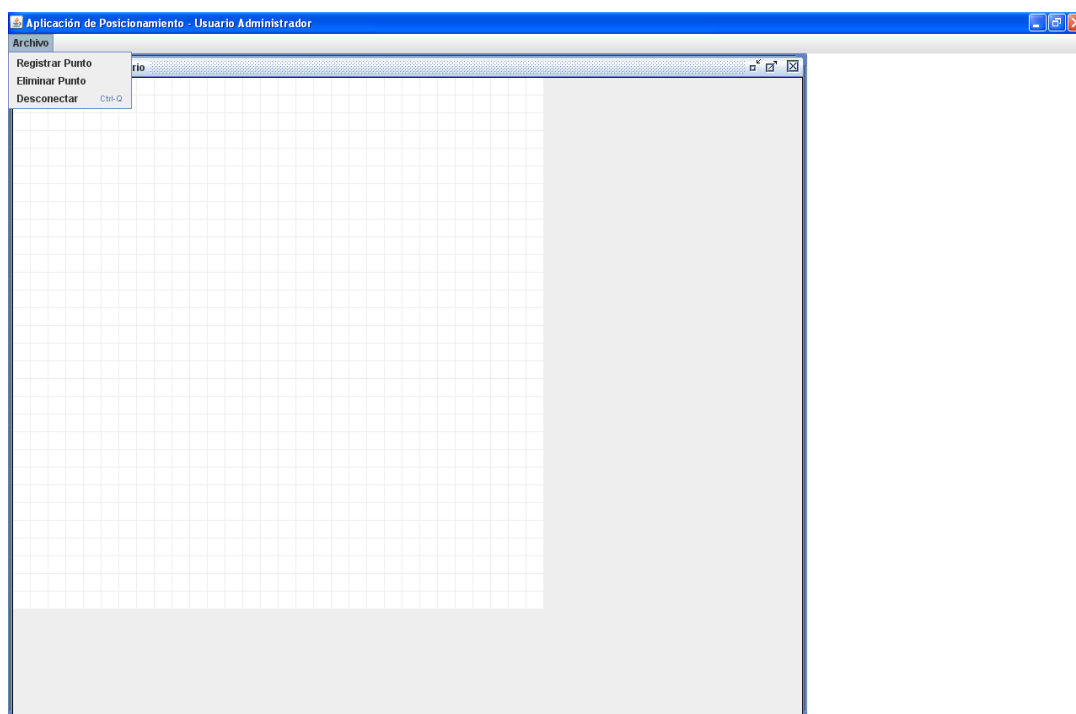 Aplicación de Posicionamiento - Usuario Administrador
Archivo
Registrar Punto
rio
Eliminar Punto
Desconectar Ctrl-Q